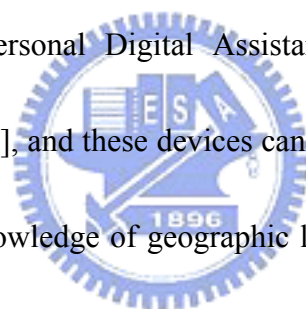 ersonal Digital Assista
], and these devices can
E S A
1896
owledge of geographic l